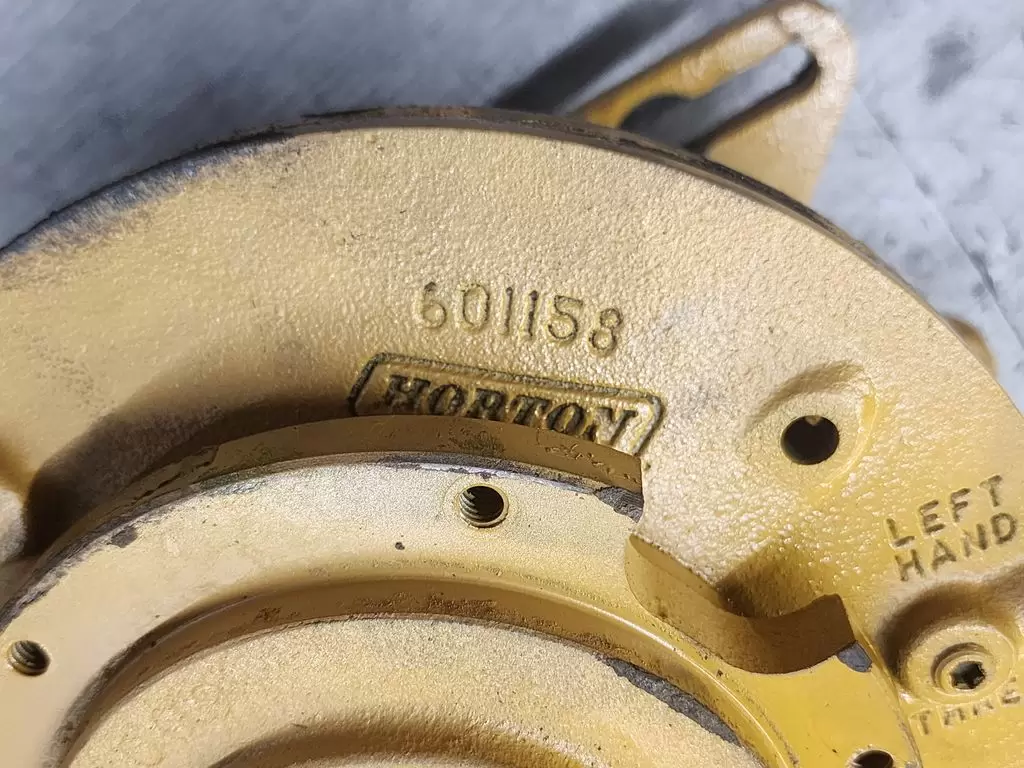 601158
HORTON
LEFT
HAND